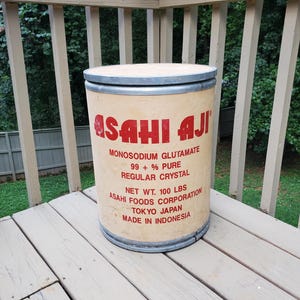 ASAHI AJI
MONOSODIUM GLUTAMATE
99 + % PURE
REGULAR CRYSTAL
NET WT. 100 LBS
ASAHI FOODS CORPORATION
TOKYO JAPAN
MADE IN INDONESIA